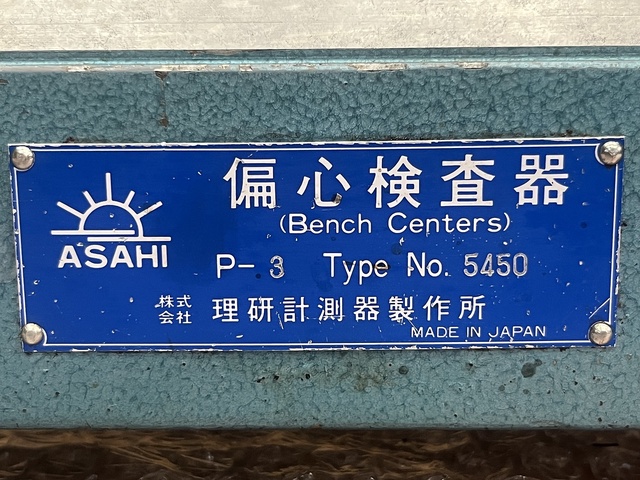 偏心検査器
(Bench Centers)
ASAHI
P-3 Type No. 5450
株式会社 理研計測器製作所
MADE IN JAPAN